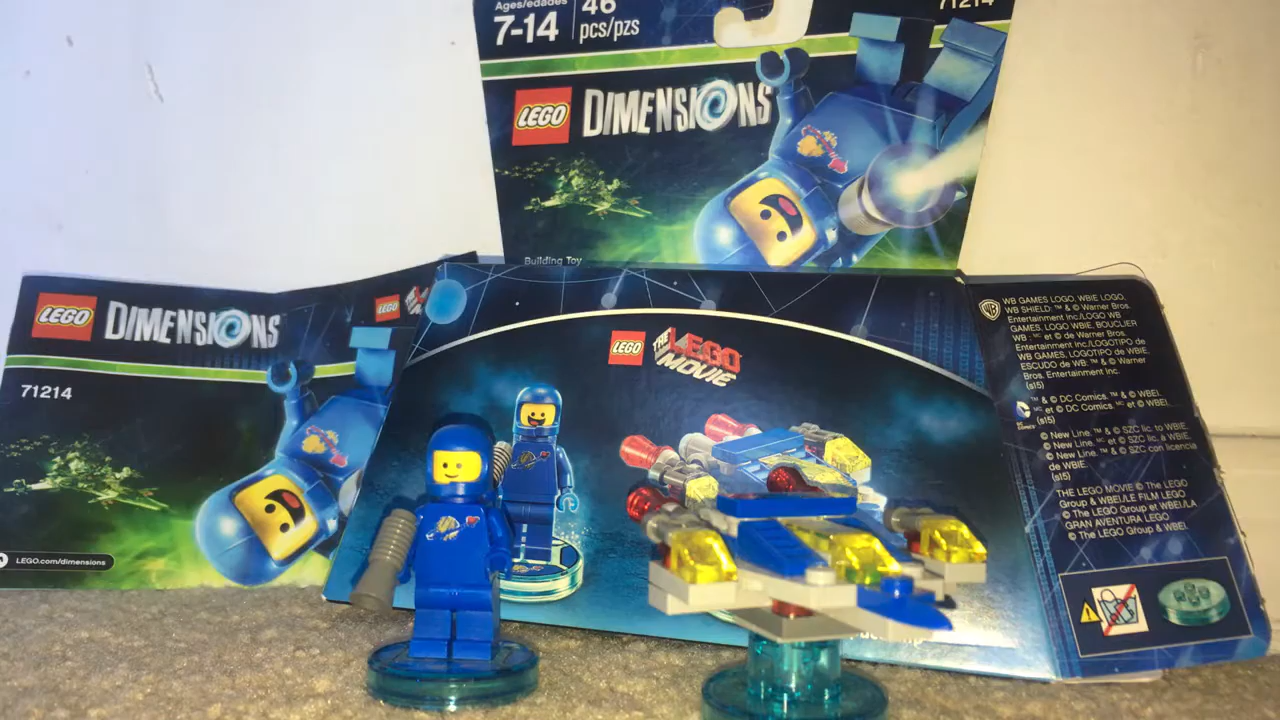 Ages/edades
7-14
46
pcs/pzs
71214
LEGO DIMENSIONS
Building Toy
LEGO DIMENSIONS
LEGO
71214
LEGO.com/dimensions
LEGO THE LEGO MOVIE
WB GAMES LOGO, WBIE LOGO,
WB SHIELD: ™ & © Warner Bros.
Entertainment Inc./LOGO WB
GAMES, LOGO WBIE, BOUCLIER
WB : ᴹᶜ et © de Warner Bros.
Entertainment Inc./LOGOTIPO de
WB GAMES, LOGOTIPO de WBIE,
ESCUDO de WB: ™ & © Warner
Bros. Entertainment Inc.
(s15)
™ & © DC Comics. ᴹᶜ & © WBEI.
ᴹᶜ et © DC Comics. ᴹᶜ et © WBEI.
(s15)
© New Line. ™ & © SZC lic. to WBIE.
© New Line. ᴹᶜ et © SZC lic. à WBIE.
© New Line. ™ & © SZC con licencia
de WBIE.
(s15)
THE LEGO MOVIE © The LEGO
Group & WBEI/LE FILM LEGO
© The LEGO Group et WBEI/LA
GRAN AVENTURA LEGO
© The LEGO Group & WBEI.